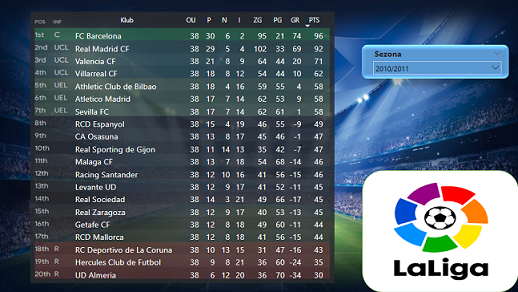 POS INF Klub OU P N I ZG PG GR PTS
1st C FC Barcelona 38 30 6 2 95 21 74 96
2nd UCL Real Madrid CF 38 29 5 4 102 33 69 92
3rd UCL Valencia CF 38 21 8 9 64 44 20 71
4th UCL Villarreal CF 38 18 8 12 54 44 10 62
5th UEL Athletic Club de Bilbao 38 18 4 16 59 55 4 58
6th UEL Atletico Madrid 38 17 7 14 62 53 9 58
7th UEL Sevilla FC 38 17 7 14 62 61 1 58
8th RCD Espanyol 38 15 4 19 46 55 -9 49
9th CA Osasuna 38 13 8 17 45 46 -1 47
10th Real Sporting de Gijon 38 11 14 13 35 42 -7 47
11th Malaga CF 38 13 7 18 54 68 -14 46
12th Racing Santander 38 12 10 16 41 56 -15 46
13th Levante UD 38 12 9 17 41 52 -11 45
14th Real Sociedad 38 14 3 21 49 66 -17 45
15th Real Zaragoza 38 12 9 17 40 53 -13 45
16th Getafe CF 38 12 8 18 49 60 -11 44
17th RCD Mallorca 38 12 8 18 41 56 -15 44
18th R RC Deportivo de La Coruna 38 10 13 15 31 47 -16 43
19th R Hercules Club de Futbol 38 9 8 21 36 60 -24 35
20th R UD Almeria 38 6 12 20 36 70 -34 30
Sezona
2010/2011
LaLiga